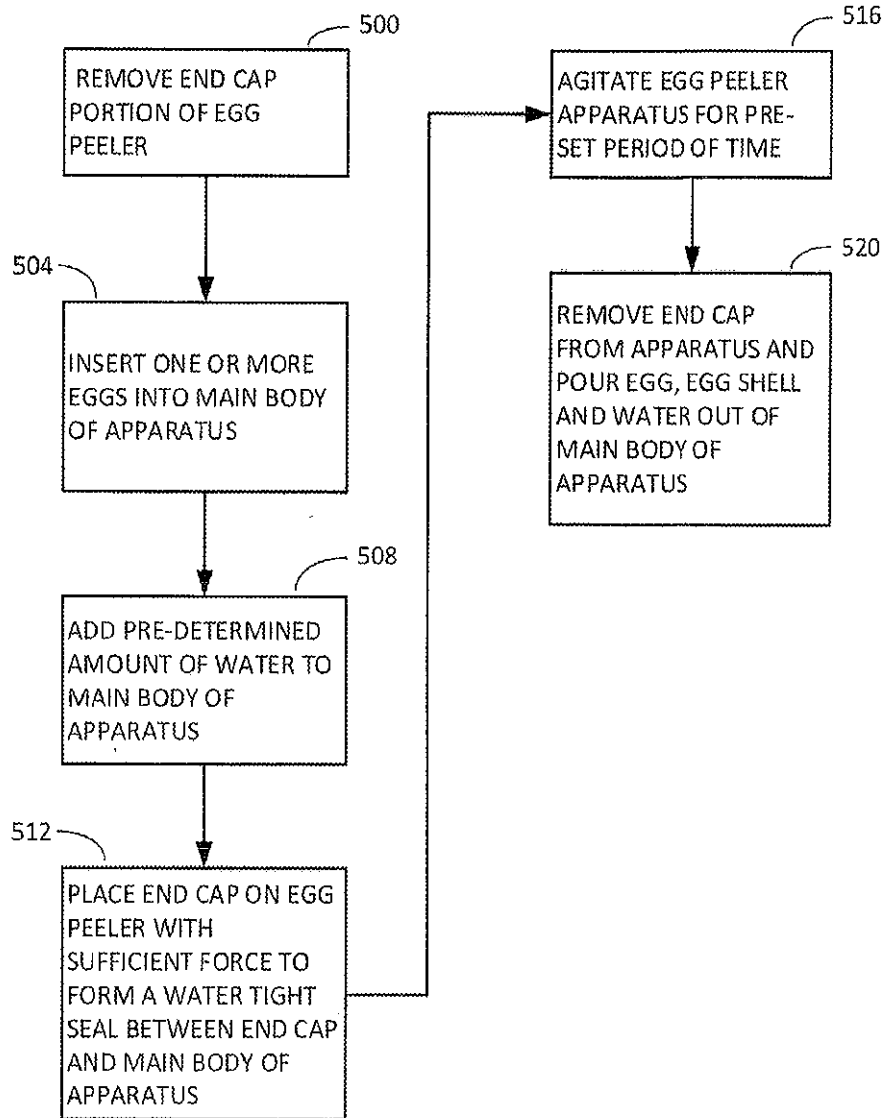 500
REMOVE END CAP
PORTION OF EGG
PEELER
504
INSERT ONE OR MORE
EGGS INTO MAIN BODY
OF APPARATUS
508
ADD PRE-DETERMINED
AMOUNT OF WATER TO
MAIN BODY OF
APPARATUS
512
PLACE END CAP ON EGG
PEELER WITH
SUFFICIENT FORCE TO
FORM A WATER TIGHT
SEAL BETWEEN END CAP
AND MAIN BODY OF
APPARATUS
516
AGITATE EGG PEELER
APPARATUS FOR PRE-
SET PERIOD OF TIME
520
REMOVE END CAP
FROM APPARATUS AND
POUR EGG, EGG SHELL
AND WATER OUT OF
MAIN BODY OF
APPARATUS